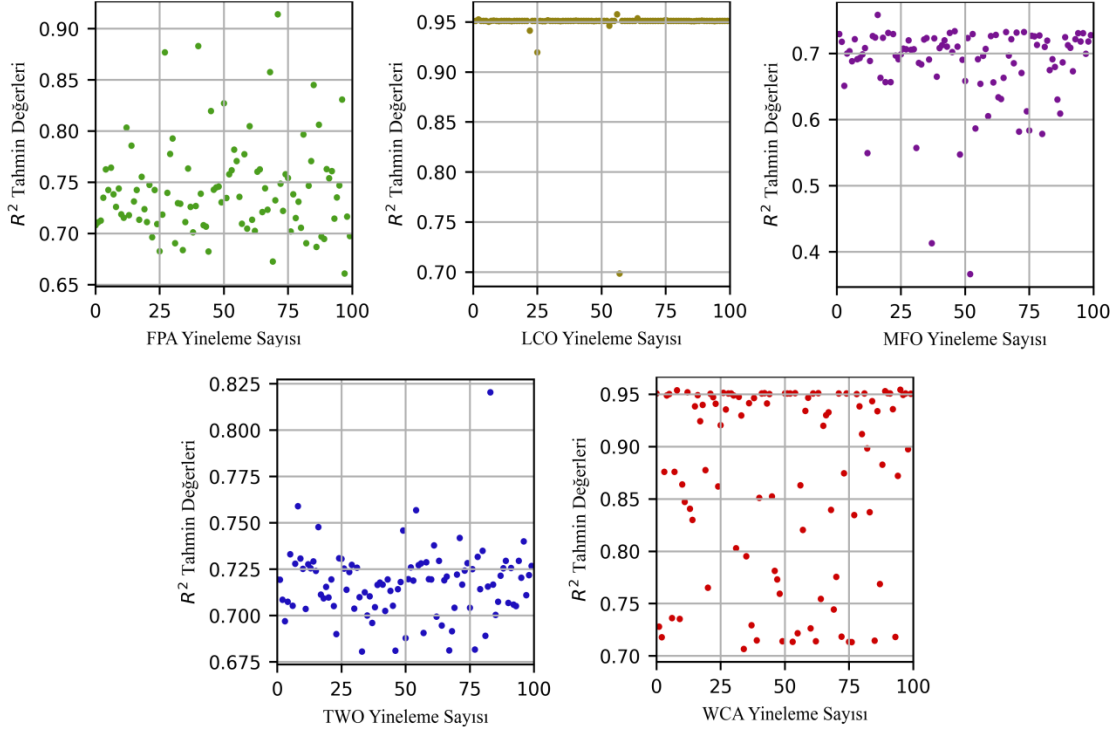 R² Tahmin Değerleri
0.90
0.85
0.80
0.75
0.70
0.65
0 25 50 75 100
FPA Yineleme Sayısı
R² Tahmin Değerleri
0.95
0.90
0.85
0.80
0.75
0.70
0 25 50 75 100
LCO Yineleme Sayısı
R² Tahmin Değerleri
0.7
0.6
0.5
0.4
0 25 50 75 100
MFO Yineleme Sayısı
R² Tahmin Değerleri
0.825
0.800
0.775
0.750
0.725
0.700
0.675
0 25 50 75 100
TWO Yineleme Sayısı
R² Tahmin Değerleri
0.95
0.90
0.85
0.80
0.75
0.70
0 25 50 75 100
WCA Yineleme Sayısı